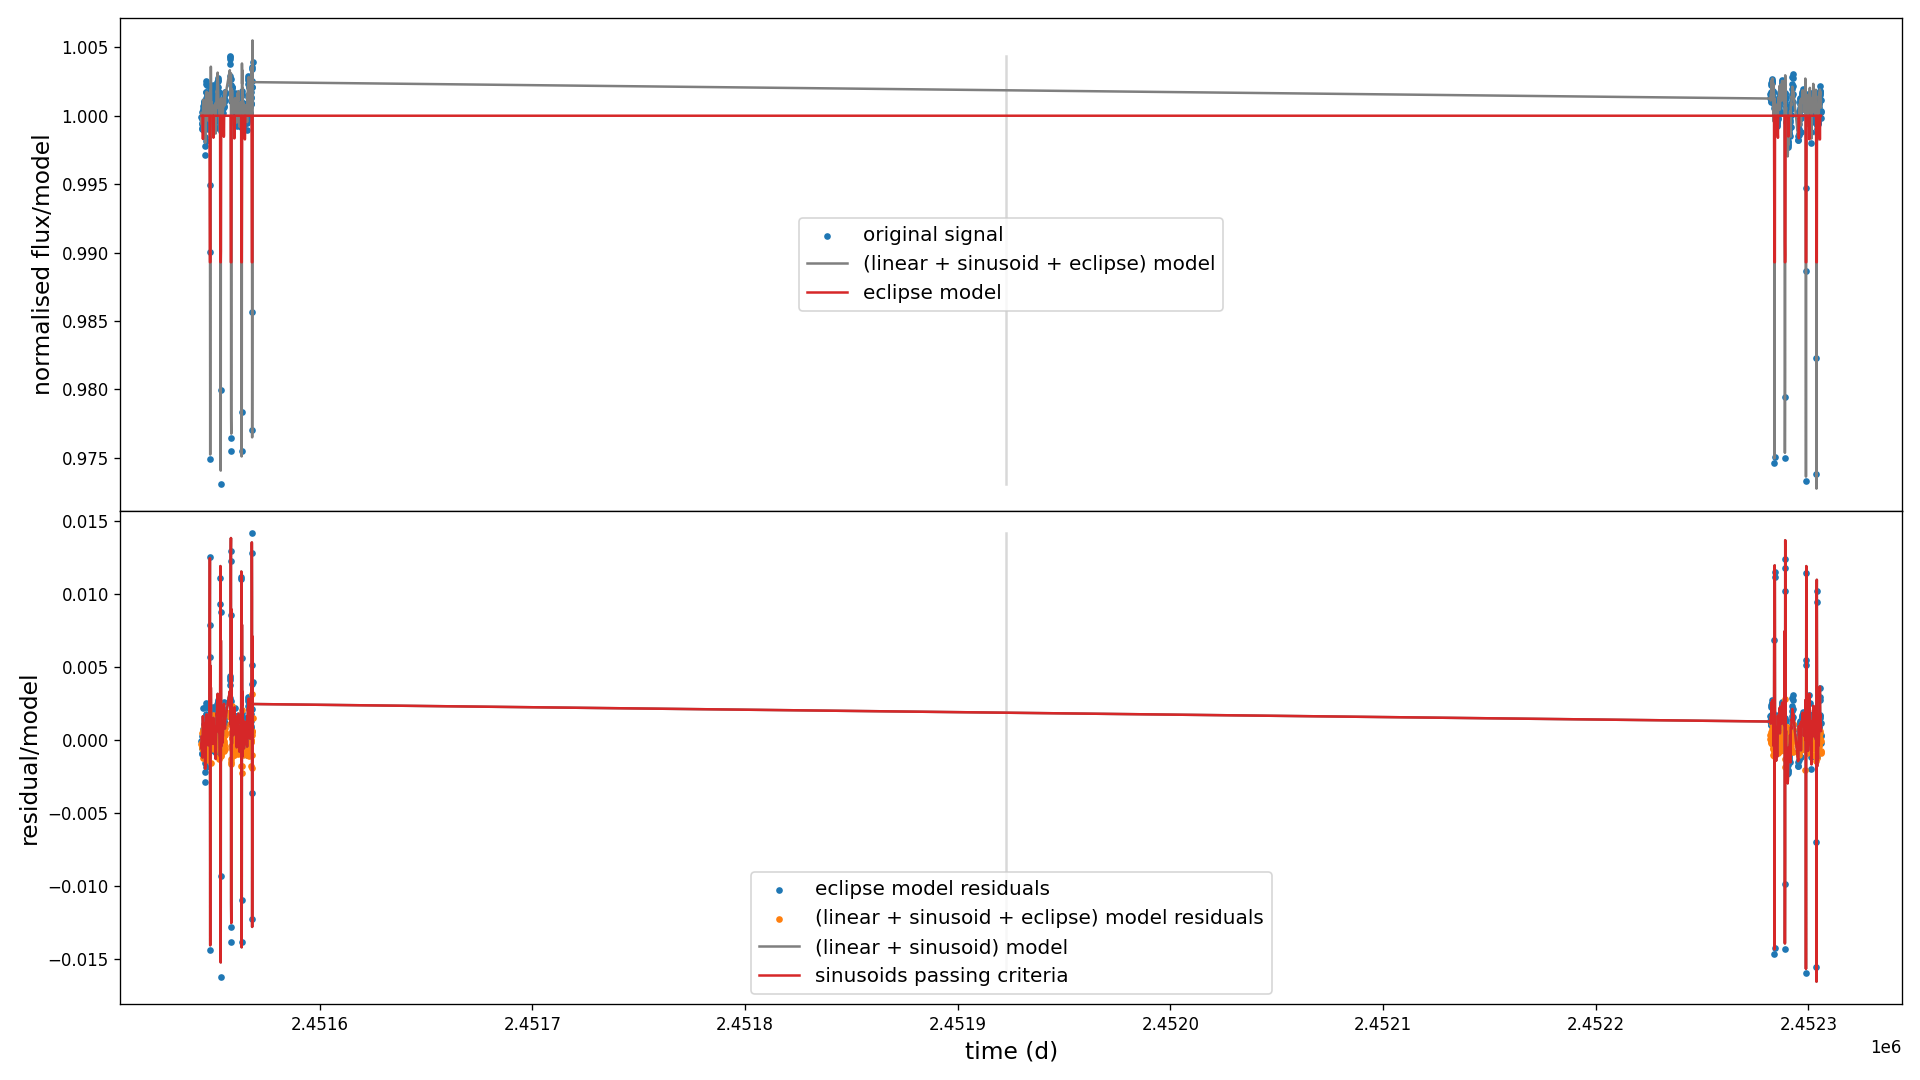 1.005
1.000
0.995
0.990
0.985
0.980
0.975
normalised flux/model
original signal
(linear + sinusoid + eclipse) model
eclipse model
0.015
0.010
0.005
0.000
−0.005
−0.010
−0.015
residual/model
eclipse model residuals
(linear + sinusoid + eclipse) model residuals
(linear + sinusoid) model
sinusoids passing criteria
2.4516 2.4517 2.4518 2.4519 2.4520 2.4521 2.4522 2.4523
1e6
time (d)